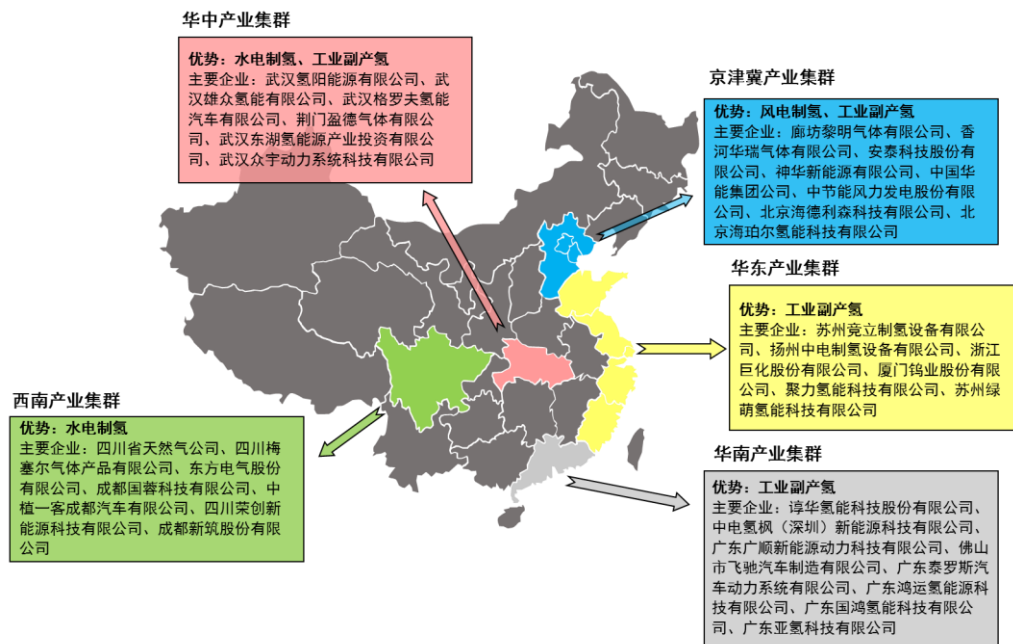 华中产业集群
优势：水电制氢、工业副产氢
主要企业：武汉氢阳能源有限公司、武
汉雄众氢能有限公司、武汉格罗夫氢能
汽车有限公司、荆门盈德气体有限公
司、武汉东湖氢能源产业投资有限公
司、武汉众宇动力系统科技有限公司
京津冀产业集群
优势：风电制氢、工业副产氢
主要企业：廊坊黎明气体有限公司、香
河华瑞气体有限公司、安泰科技股份有
限公司、神华新能源有限公司、中国华
能集团公司、中节能风力发电股份有限
公司、北京海德利森科技有限公司、北
京海珀尔氢能科技有限公司
华东产业集群
优势：工业副产氢
主要企业：苏州竞立制氢设备有限公
司、扬州中电制氢设备有限公司、浙江
巨化股份有限公司、厦门钨业股份有限
公司、聚力氢能科技有限公司、苏州绿
萌氢能科技有限公司
西南产业集群
优势：水电制氢
主要企业：四川省天然气公司、四川梅
塞尔气体产品有限公司、东方电气股份
有限公司、成都国蓉科技有限公司、中
植一客成都汽车有限公司、四川荣创新
能源科技有限公司、成都新筑股份有限
公司
华南产业集群
优势：工业副产氢
主要企业：谆华氢能科技股份有限公司、
中电氢枫（深圳）新能源科技有限公司、
广东广顺新能源动力科技有限公司、佛山
市飞驰汽车制造有限公司、广东泰罗斯汽
车动力系统有限公司、广东鸿运氢能源科
技有限公司、广东国鸿氢能科技有限公
司、广东亚氢科技有限公司